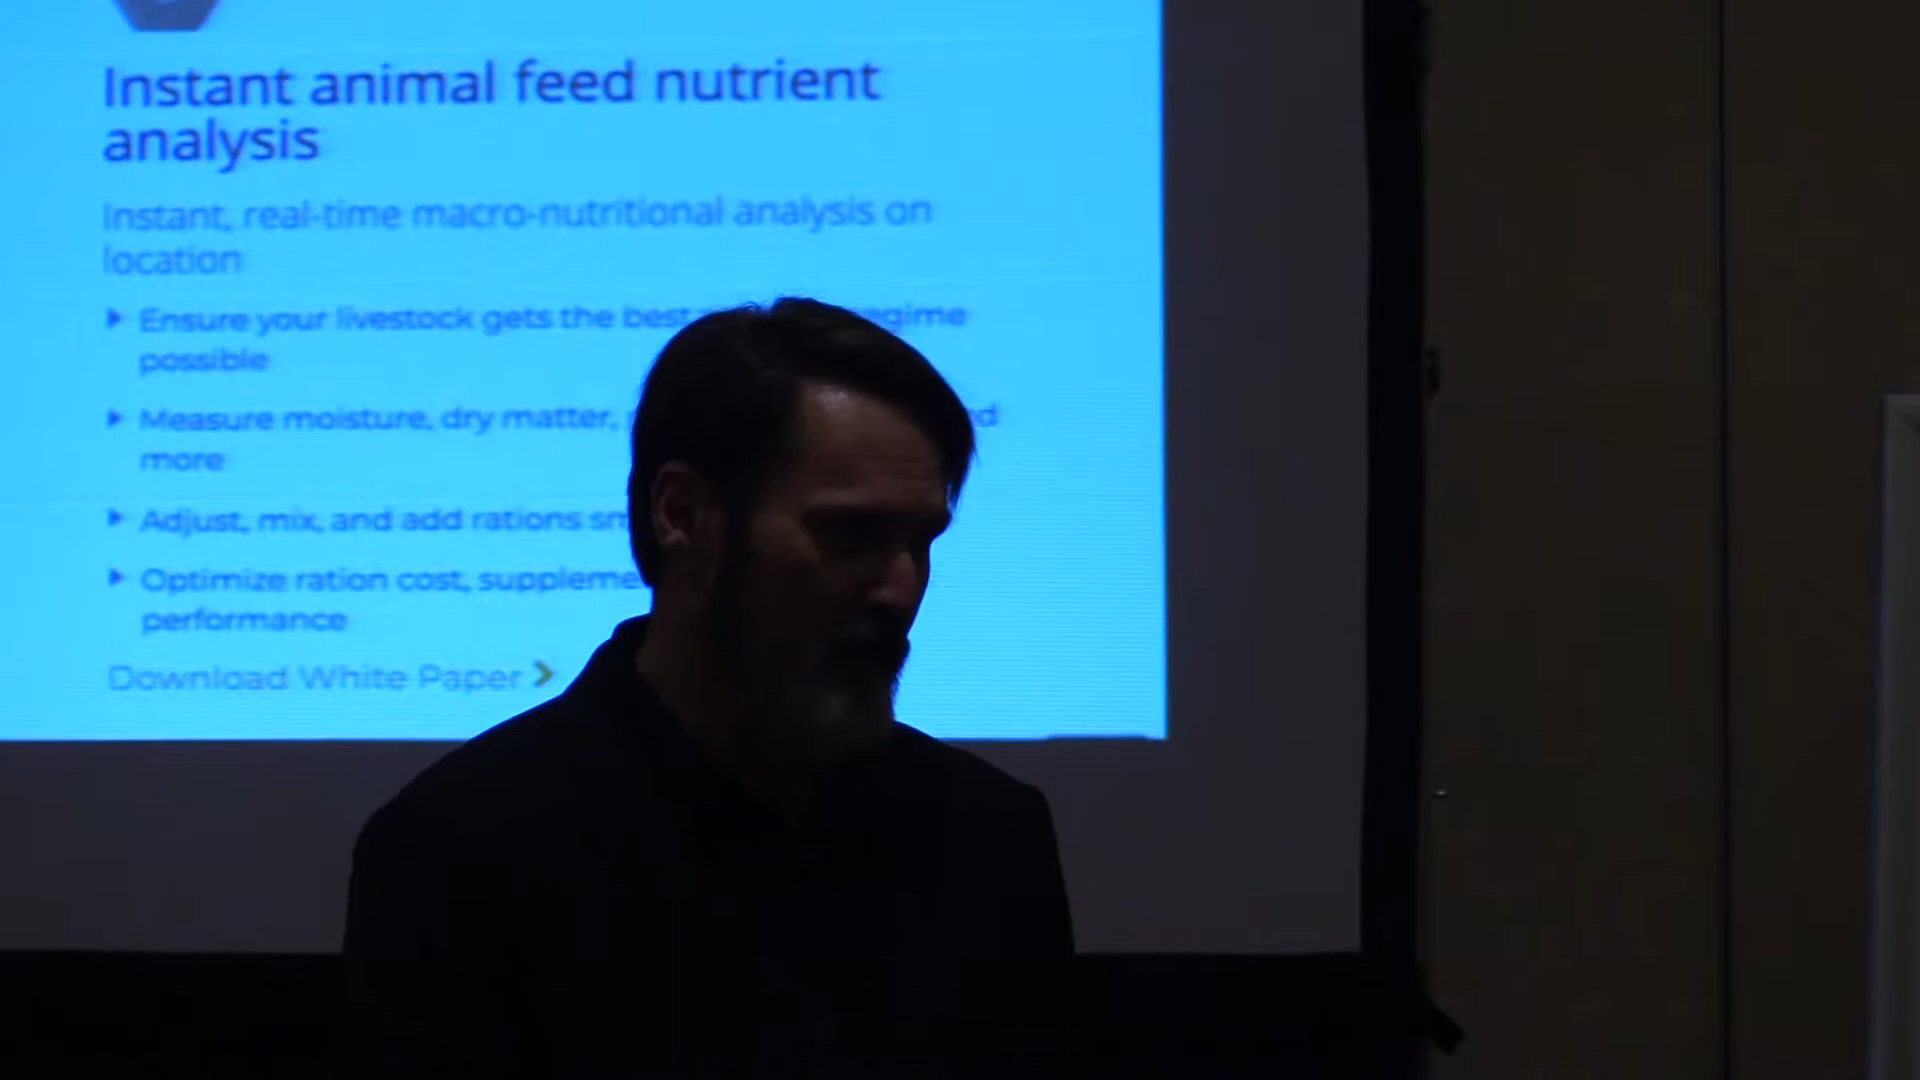 Instant animal feed nutrient
analysis
Instant, real-time macro-nutritional analysis on
location
Ensure your livestock gets the best
possible
Measure moisture, dry matter,
more
Adjust, mix, and add rations
Optimize ration cost,
performance
Download White Paper